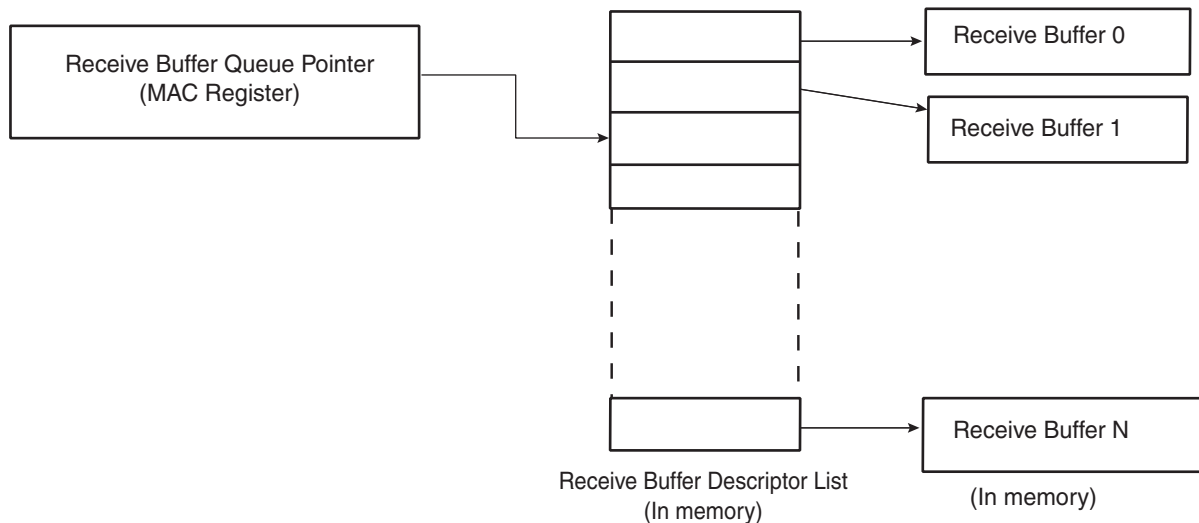 Receive Buffer Queue Pointer
(MAC Register)
Receive Buffer 0
Receive Buffer 1
Receive Buffer N
Receive Buffer Descriptor List
(In memory)
(In memory)